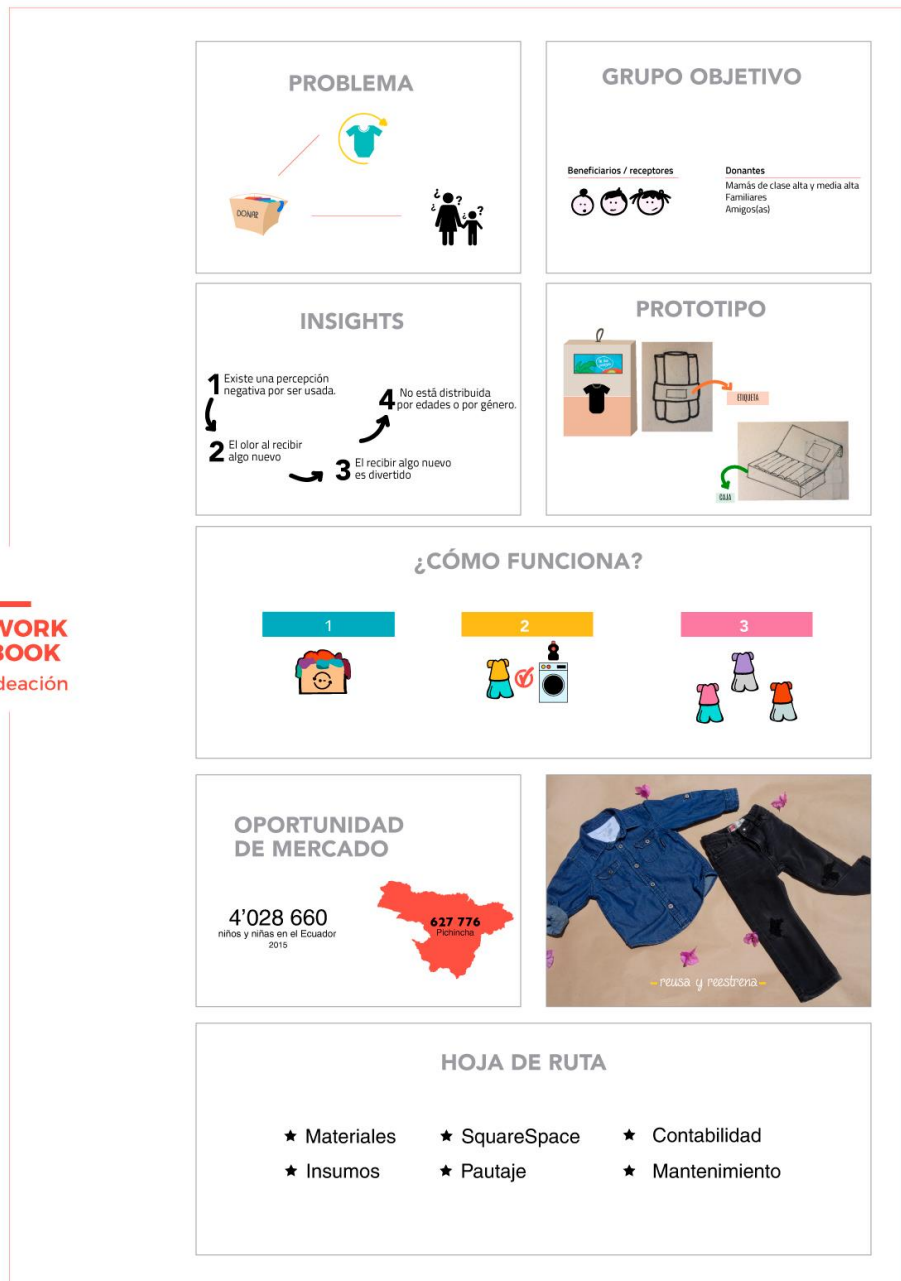 PROBLEMA
DONAR
¿ ?
¿ ?
¿ ?
GRUPO OBJETIVO
Beneficiarios / receptores
Donantes
Mamás de clase alta y media alta
Familiares
Amigos(as)
INSIGHTS
1 Existe una percepción
negativa por ser usada.
2 El olor al recibir
algo nuevo
3 El recibir algo nuevo
es divertido
4 No está distribuida
por edades o por género.
PROTOTIPO
ETIQUETA
CAJA
¿CÓMO FUNCIONA?
1
2
3
WORK
BOOK
deación
OPORTUNIDAD
DE MERCADO
4'028 660
niños y niñas en el Ecuador
2015
627 776
Pichincha
reusa y reestrena
HOJA DE RUTA
★ Materiales
★ Insumos
★ SquareSpace
★ Pautaje
★ Contabilidad
★ Mantenimiento